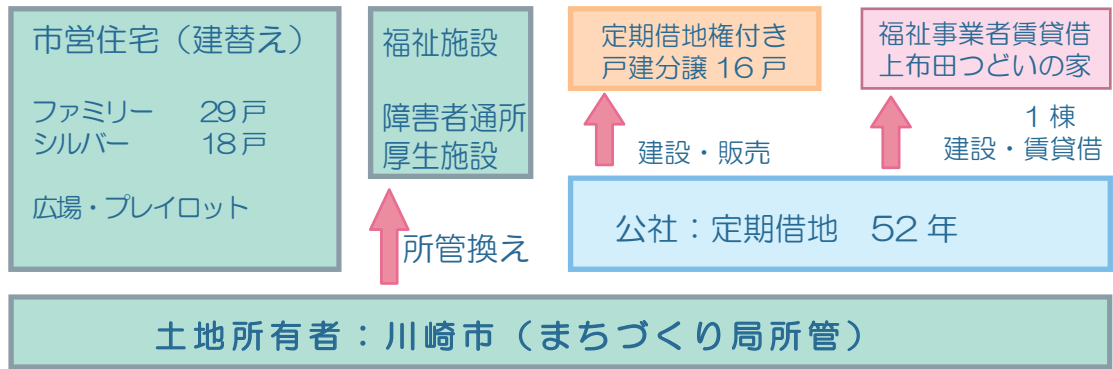 市営住宅（建替え）
ファミリー　29戸
シルバー　18戸
広場・プレイロット
福祉施設
障害者通所
厚生施設
所管換え
定期借地権付き
戸建分譲 16 戸
建設・販売
福祉事業者賃貸借
上布田つどいの家
1 棟
建設・賃貸借
公社：定期借地　52 年
土地所有者：川崎市（まちづくり局所管）